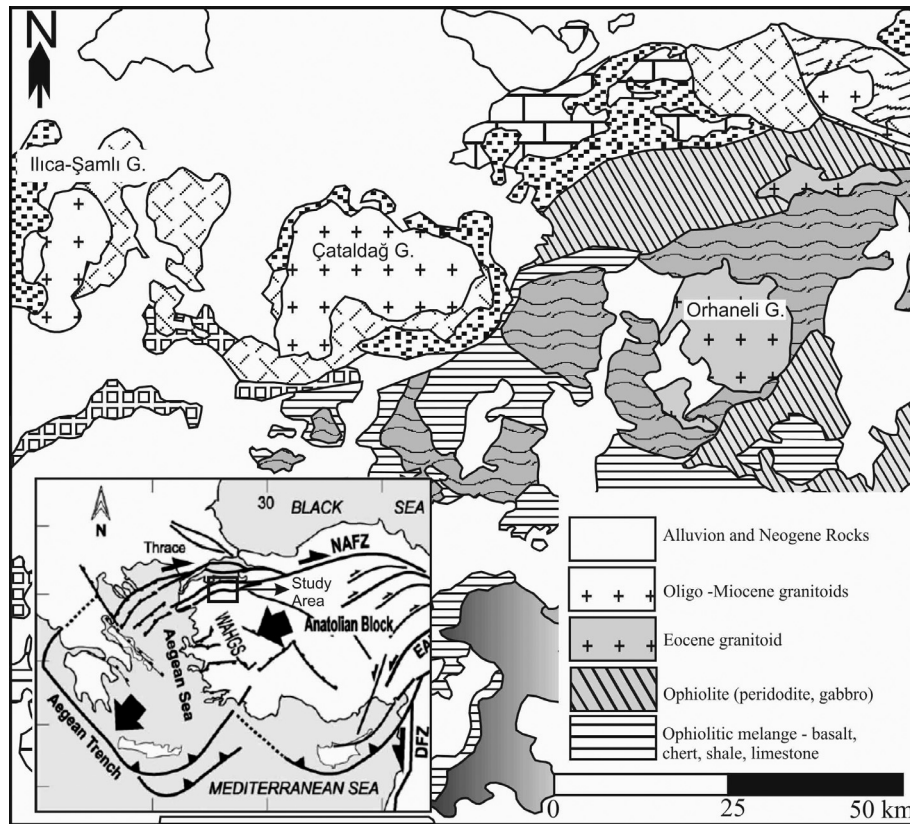 N
Ilıca-Şamlı G.
Çataldağ G.
Orhaneli G.
30
BLACK SEA
N
Thrace
NAFZ
Study
Area
WAHGS
Anatolian Block
Aegean Sea
EA
Aegean Trench
DFZ
MEDITERRANEAN SEA
Alluvion and Neogene Rocks
Oligo -Miocene granitoids
Eocene granitoid
Ophiolite (peridodite, gabbro)
Ophiolitic melange - basalt,
chert, shale, limestone
0 25 50 km